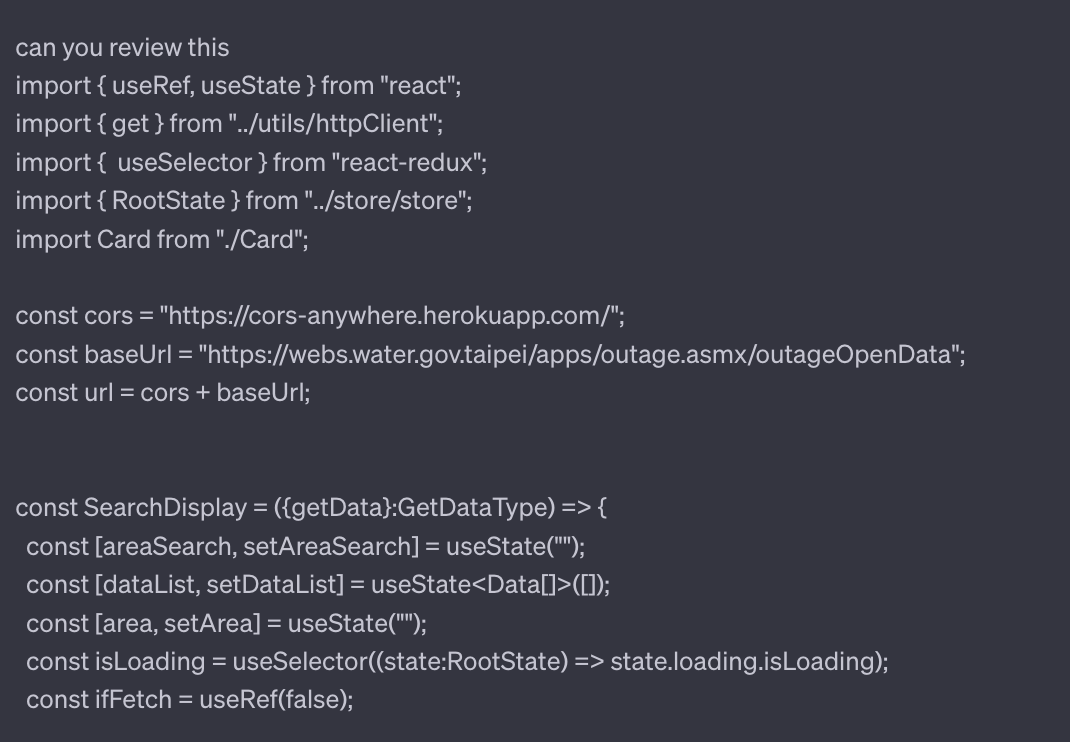 can you review this
import { useRef, useState } from "react";
import { get } from "../utils/httpClient";
import {  useSelector } from "react-redux";
import { RootState } from "../store/store";
import Card from "./Card";
const cors = "https://cors-anywhere.herokuapp.com/";
const baseUrl = "https://webs.water.gov.taipei/apps/outage.asmx/outageOpenData";
const url = cors + baseUrl;
const SearchDisplay = ({getData}:GetDataType) => {
const [areaSearch, setAreaSearch] = useState("");
const [dataList, setDataList] = useState<Data[]>([]);
const [area, setArea] = useState("");
const isLoading = useSelector((state:RootState) => state.loading.isLoading);
const ifFetch = useRef(false);